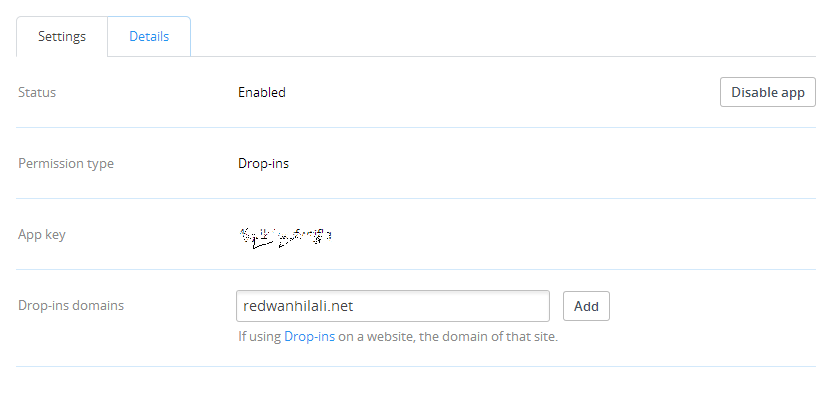 Settings Details
Status Enabled Disable app
Permission type Drop-ins
App key
Drop-ins domains redwanhilali.net Add
If using Drop-ins on a website, the domain of that site.